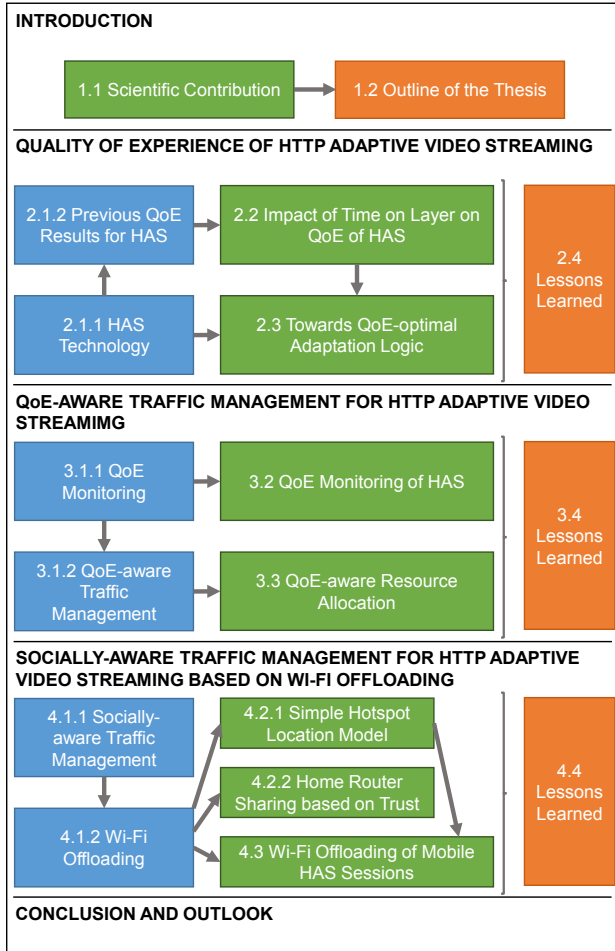 INTRODUCTION
1.1 Scientific Contribution
1.2 Outline of the Thesis
QUALITY OF EXPERIENCE OF HTTP ADAPTIVE VIDEO STREAMING
2.1.2 Previous QoE
Results for HAS
2.2 Impact of Time on Layer on
QoE of HAS
2.1.1 HAS
Technology
2.3 Towards QoE-optimal
Adaptation Logic
2.4
Lessons
Learned
QoE-AWARE TRAFFIC MANAGEMENT FOR HTTP ADAPTIVE VIDEO
STREAMIMG
3.1.1 QoE
Monitoring
3.2 QoE Monitoring of HAS
3.1.2 QoE-aware
Traffic
Management
3.3 QoE-aware Resource
Allocation
3.4
Lessons
Learned
SOCIALLY-AWARE TRAFFIC MANAGEMENT FOR HTTP ADAPTIVE
VIDEO STREAMING BASED ON WI-FI OFFLOADING
4.1.1 Socially-
aware Traffic
Management
4.2.1 Simple Hotspot
Location Model
4.2.2 Home Router
Sharing based on Trust
4.1.2 Wi-Fi
Offloading
4.3 Wi-Fi Offloading of Mobile
HAS Sessions
4.4
Lessons
Learned
CONCLUSION AND OUTLOOK